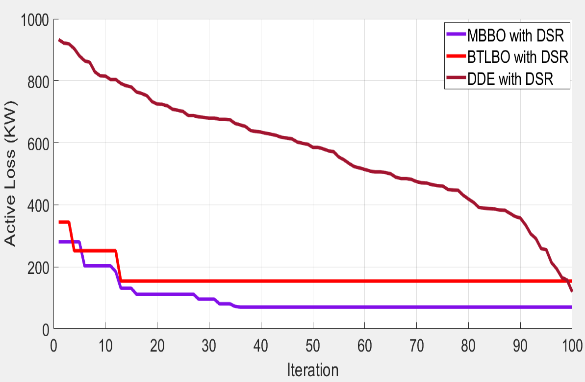 1000
800
600
400
200
0
Active Loss (KW)
MBBO with DSR
BTLBO with DSR
DDE with DSR
0 10 20 30 40 50 60 70 80 90 100
Iteration